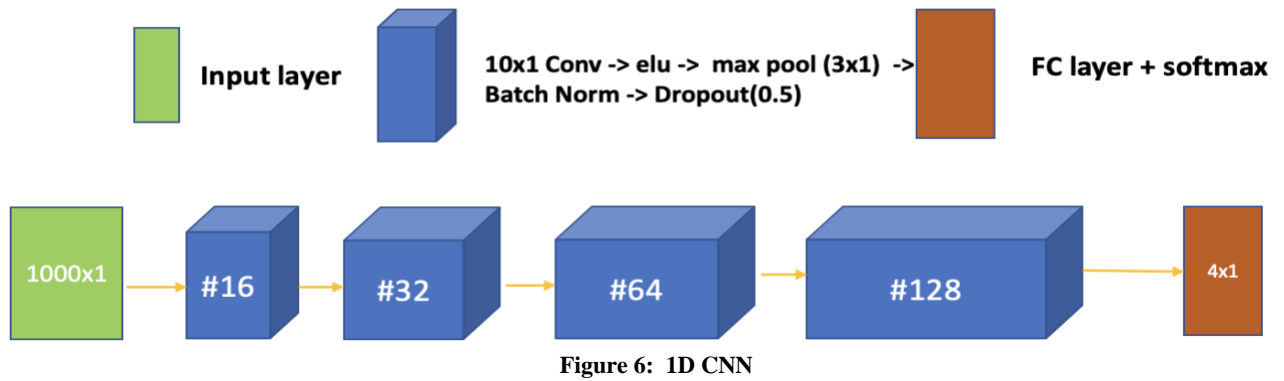 Input layer
10x1 Conv -> elu -> max pool (3x1) ->
Batch Norm -> Dropout(0.5)
FC layer + softmax
1000x1
#16
#32
#64
#128
4x1
Figure 6: 1D CNN